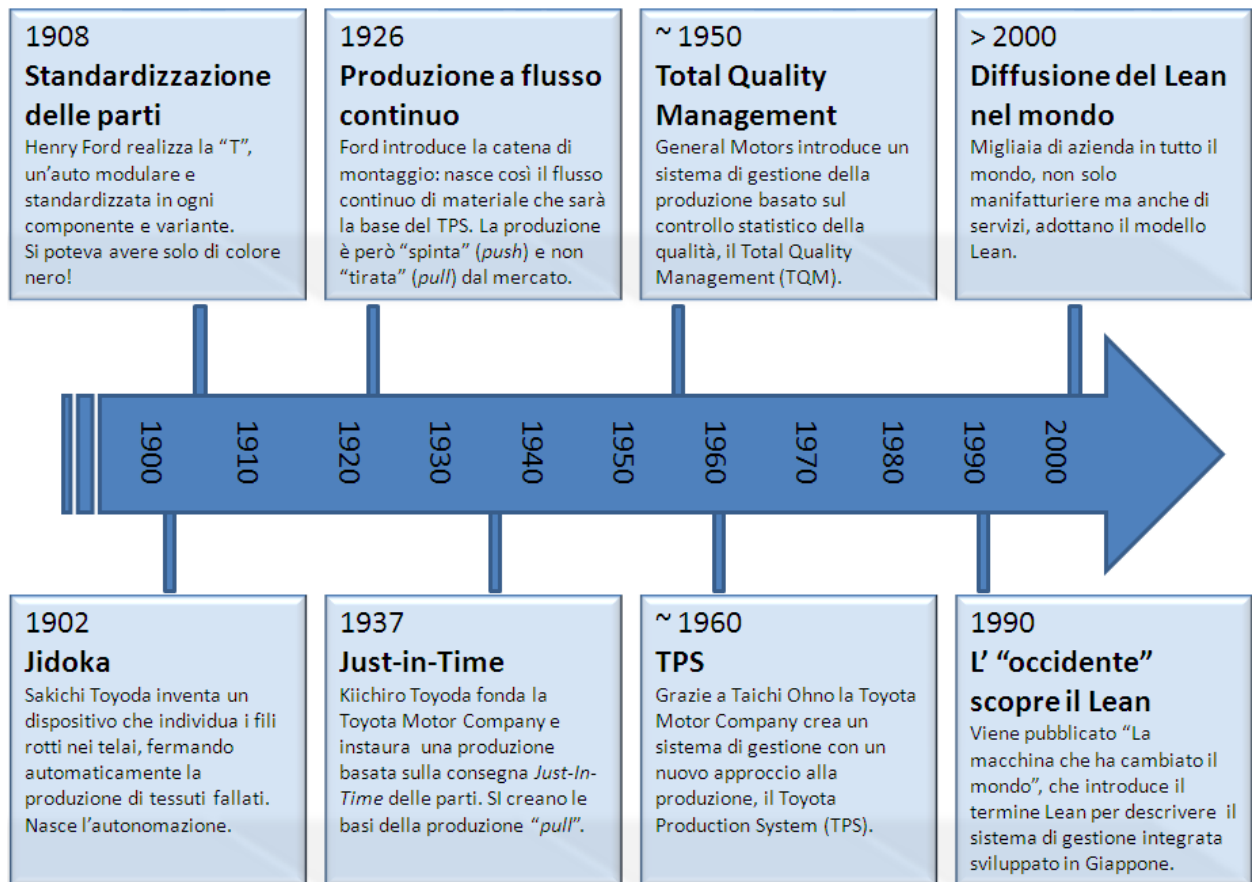 1908
Standardizzazione
delle parti
Henry Ford realizza la “T”,
un’auto modulare e
standardizzata in ogni
componente e variante.
Si poteva avere solo di colore
nero!
1926
Produzione a flusso
continuo
Ford introduce la catena di
montaggio: nasce così il flusso
continuo di materiale che sarà
la base del TPS. La produzione
è però “spinta” (push) e non
“tirata” (pull) dal mercato.
~ 1950
Total Quality
Management
General Motors introduce un
sistema di gestione della
produzione basato sul
controllo statistico della
qualità, il Total Quality
Management (TQM).
> 2000
Diffusione del Lean
nel mondo
Migliaia di azienda in tutto il
mondo, non solo
manifatturiere ma anche di
servizi, adottano il modello
Lean.
1900
1910
1920
1930
1940
1950
1960
1970
1980
1990
2000
1902
Jidoka
Sakichi Toyoda inventa un
dispositivo che individua i fili
rotti nei telai, fermando
automaticamente la
produzione di tessuti fallati.
Nasce l’autonomazione.
1937
Just-in-Time
Kiichiro Toyoda fonda la
Toyota Motor Company e
instaura una produzione
basata sulla consegna Just-In-
Time delle parti. SI creano le
basi della produzione “pull”.
~ 1960
TPS
Grazie a Taichi Ohno la Toyota
Motor Company crea un
sistema di gestione con un
nuovo approccio alla
produzione, il Toyota
Production System (TPS).
1990
L’ “occidente”
scopre il Lean
Viene pubblicato “La
macchina che ha cambiato il
mondo”, che introduce il
termine Lean per descrivere il
sistema di gestione integrata
sviluppato in Giappone.